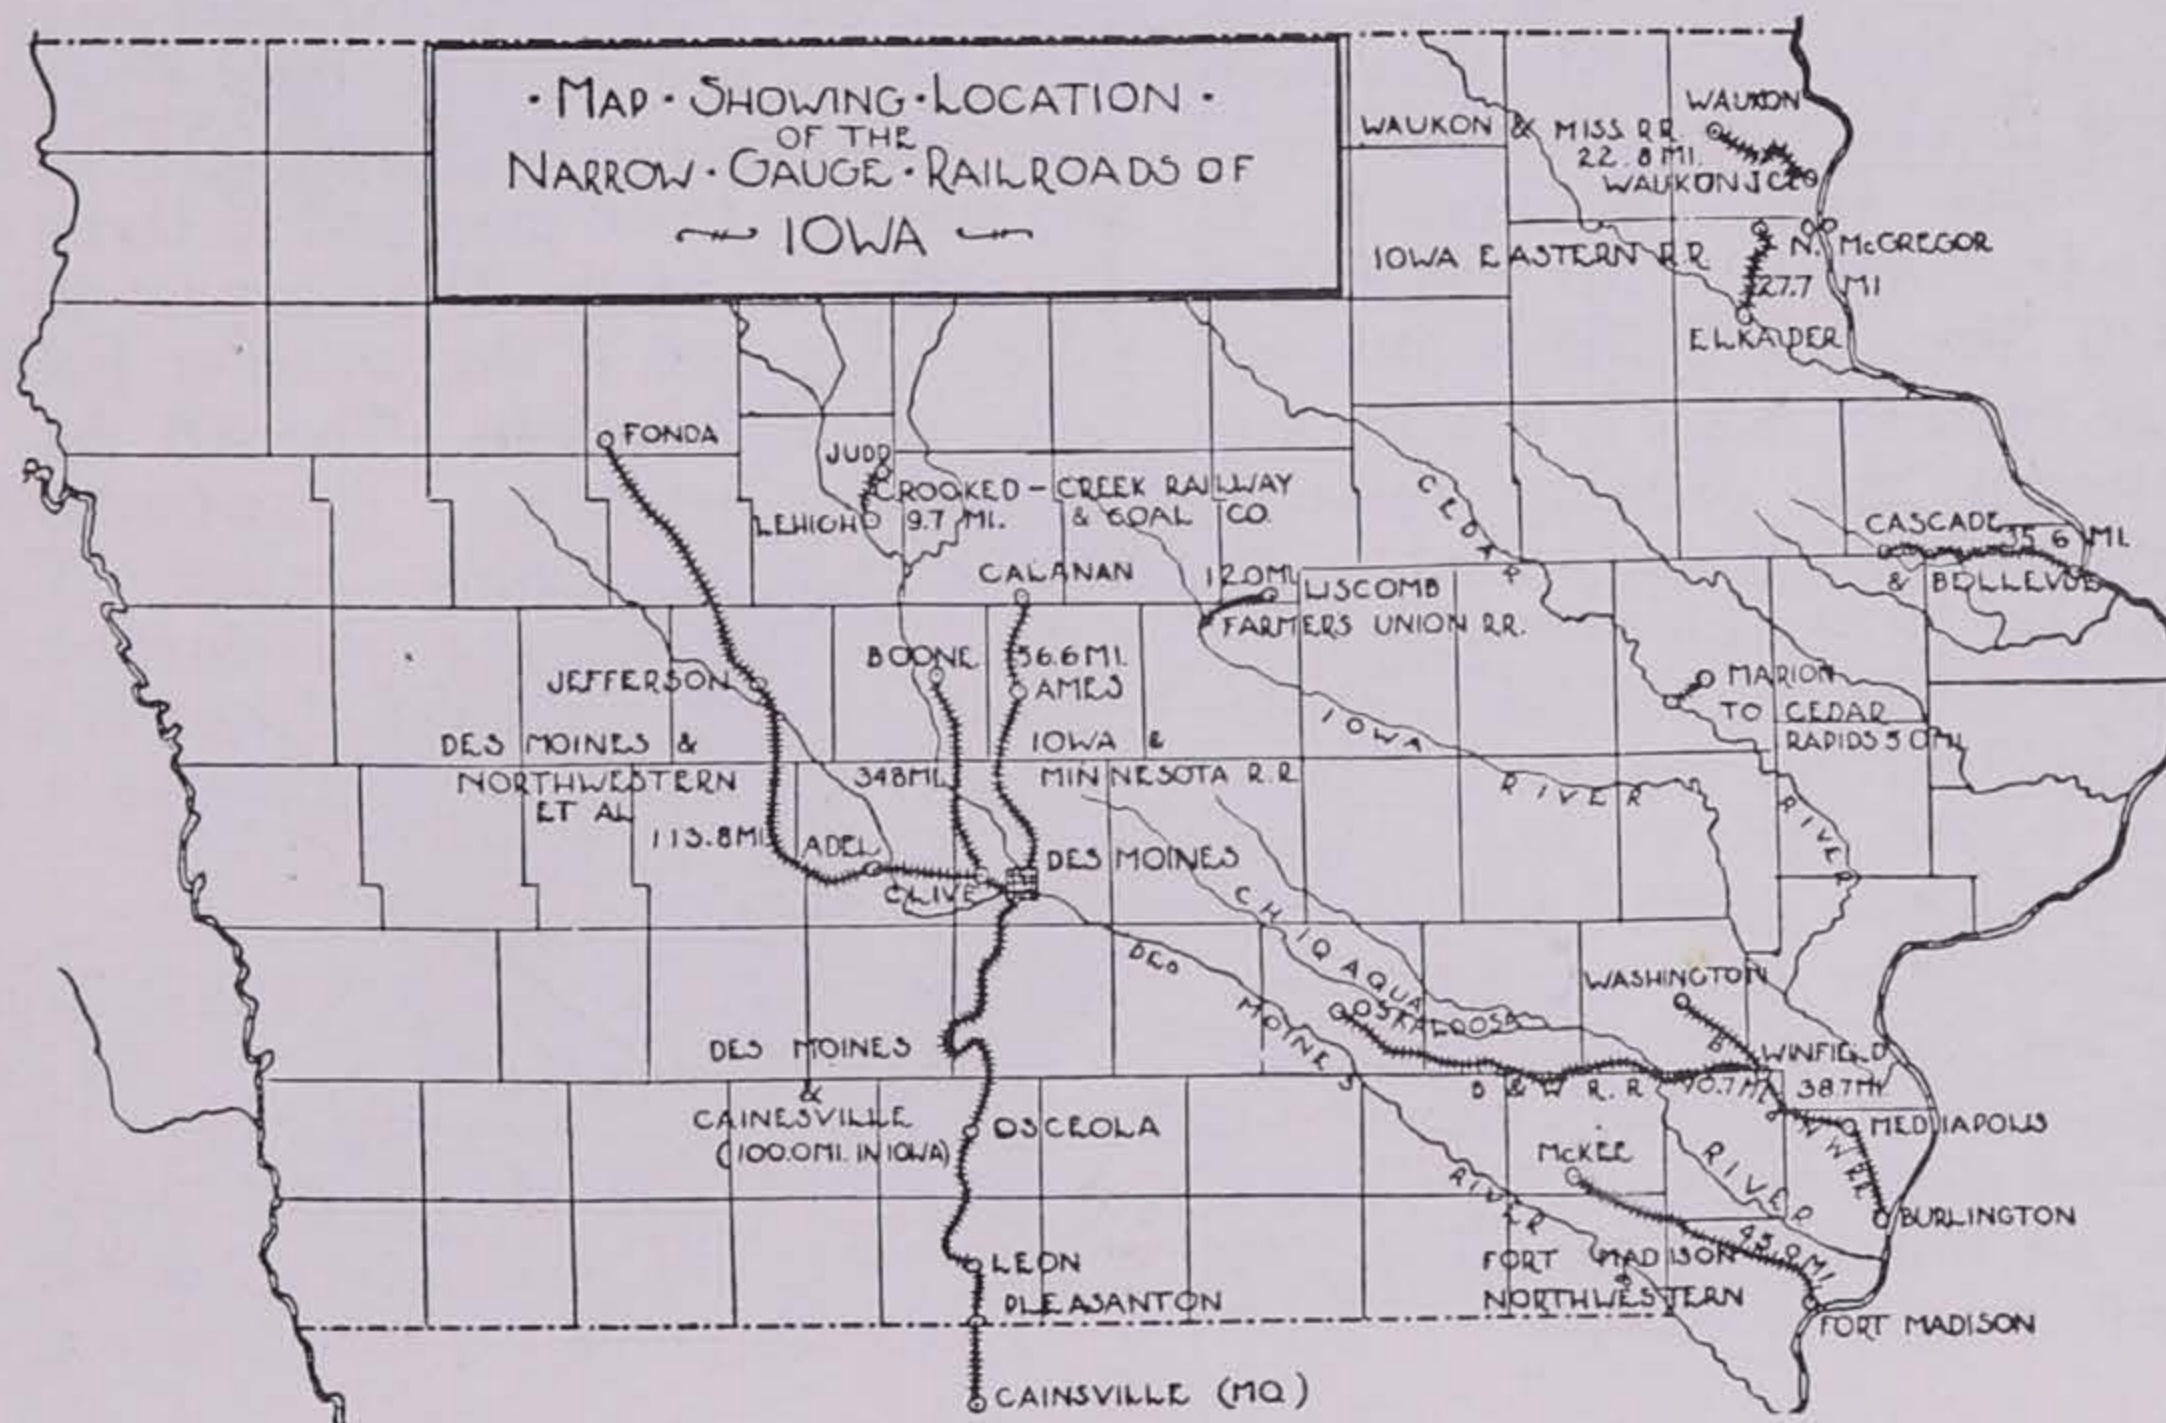 · MAP · SHOWING · LOCATION ·
OF THE
NARROW · GAUGE · RAILROADS OF
IOWA
WAUKON & MISS R.R.
22.8 MI.
WAUKON
WAUKON JCT
IOWA EASTERN R.R.
N. McGREGOR
27.7 MI
ELKADER
FONDA
JUDD
LEHIGH
CROOKED - CREEK RAILWAY
9.7 MI. & COAL CO.
CALANAN
12.0 MI
LISCOMB
FARMERS UNION R.R.
CEDAR
RIVER
CASCADE 35.6 MI.
& BELLEVUE
BOONE
56.6 MI.
AMES
JEFFERSON
MARION
TO CEDAR
RAPIDS 5.0 MI
IOWA
RIVER
DES MOINES &
NORTHWESTERN
ET AL
113.8 MI
34.8 MI.
IOWA &
MINNESOTA R.R.
ADEL
CLIVE
DES MOINES
CHIQAQUA
RIVER
DES MOINES
RIVER
WASHINGTON
OSKALOOSA
WINFIELD
B & W R.R.
70.7 MI.
38.7 MI
B
N W RR
MEDIAPOLIS
BURLINGTON
DES MOINES
&
CAINESVILLE
(100.0 MI. IN IOWA)
OSCEOLA
McKEE
45.0 MI
FORT MADISON
&
NORTHWESTERN
FORT MADISON
LEON
PLEASANTON
CAINSVILLE (MO.)